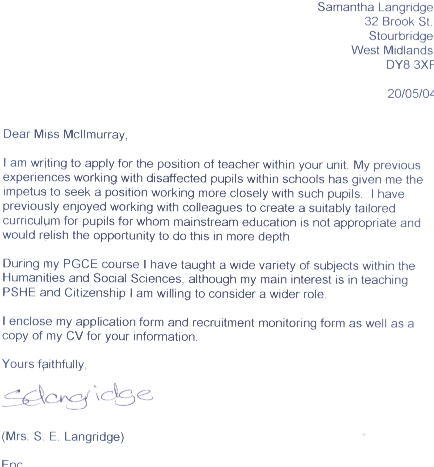 Samantha Langridge
32 Brook St.
Stourbridge
West Midlands
DY8 3XF
20/05/04
Dear Miss McIlmurray,
I am writing to apply for the position of teacher within your unit. My previous
experiences working with disaffected pupils within schools has given me the
impetus to seek a position working more closely with such pupils.  I have
previously enjoyed working with colleagues to create a suitably tailored
curriculum for pupils for whom mainstream education is not appropriate and
would relish the opportunity to do this in more depth
During my PGCE course I have taught a wide variety of subjects within the
Humanities and Social Sciences, although my main interest is in teaching
PSHE and Citizenship I am willing to consider a wider role.
I enclose my application form and recruitment monitoring form as well as a
copy of my CV for your information.
Yours faithfully,
SELangridge
(Mrs. S. E. Langridge)
Enc